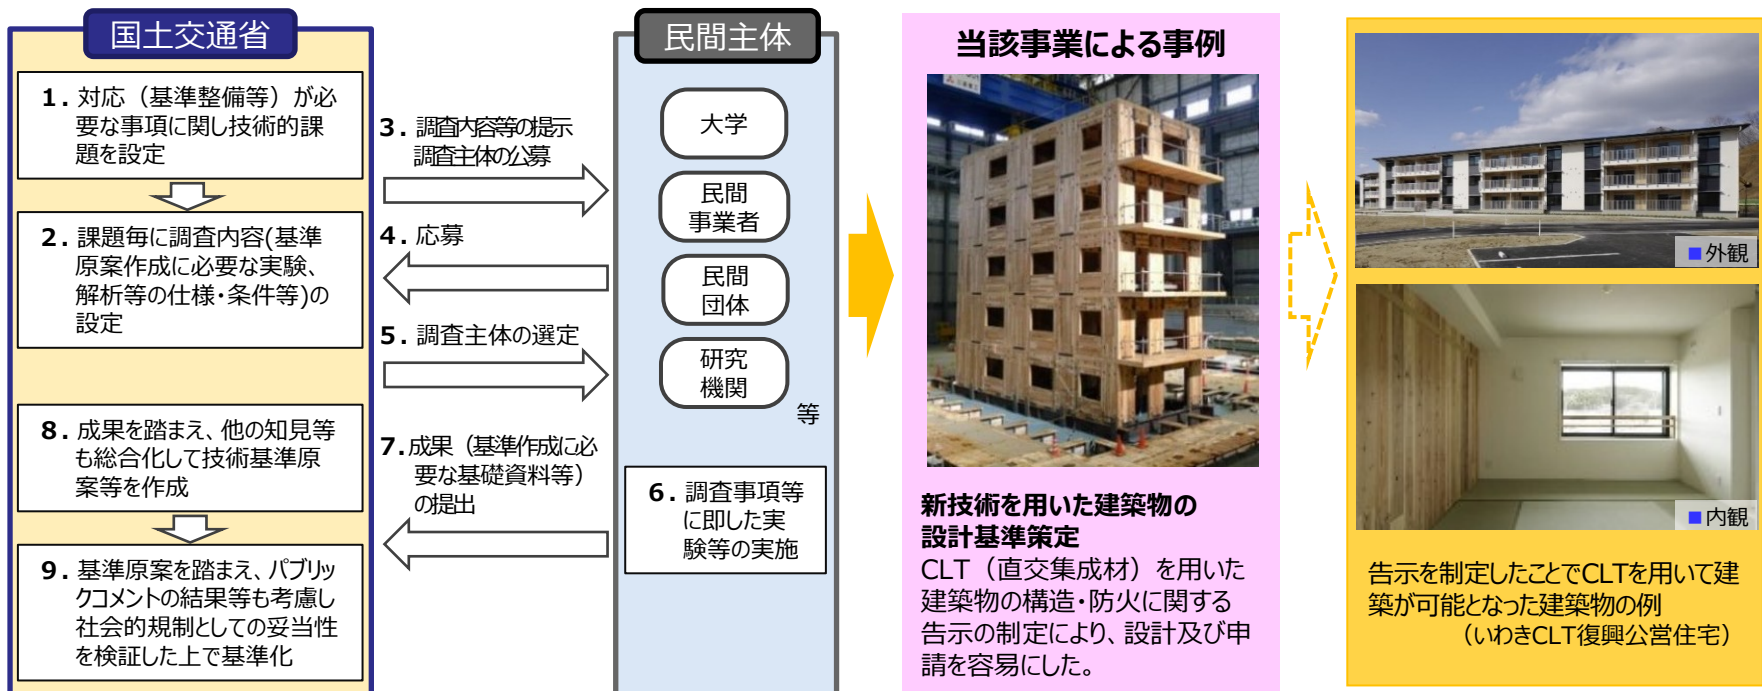 国土交通省
1. 対応（基準整備等）が必
要な事項に関し技術的課
題を設定
2. 課題毎に調査内容(基準
原案作成に必要な実験、
解析等の仕様・条件等)の
設定
3. 調査内容等の提示
調査主体の公募
4. 応募
5. 調査主体の選定
民間主体
大学
民間
事業者
民間
団体
研究
機関
等
6. 調査事項等
に即した実
験等の実施
7. 成果（基準作成に必
要な基礎資料等）
の提出
8. 成果を踏まえ、他の知見等
も総合化して技術基準原
案等を作成
9. 基準原案を踏まえ、パブリッ
クコメントの結果等も考慮し
社会的規制としての妥当性
を検証した上で基準化
当該事業による事例
新技術を用いた建築物の
設計基準策定
CLT（直交集成材）を用いた
建築物の構造・防火に関する
告示の制定により、設計及び申
請を容易にした。
■外観
■内観
告示を制定したことでCLTを用いて建
築が可能となった建築物の例
（いわきCLT復興公営住宅）